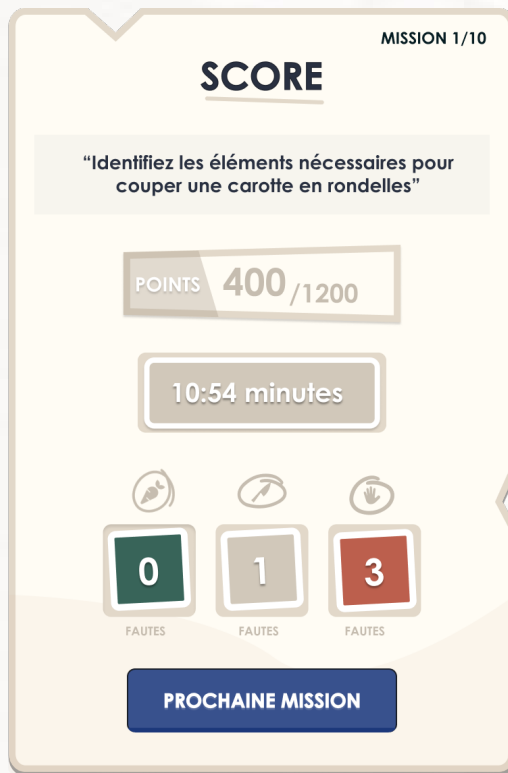 MISSION 1/10
SCORE
“Identifiez les éléments nécessaires pour
couper une carotte en rondelles”
POINTS 400 /1200
10:54 minutes
0 1 3
FAUTES FAUTES FAUTES
PROCHAINE MISSION